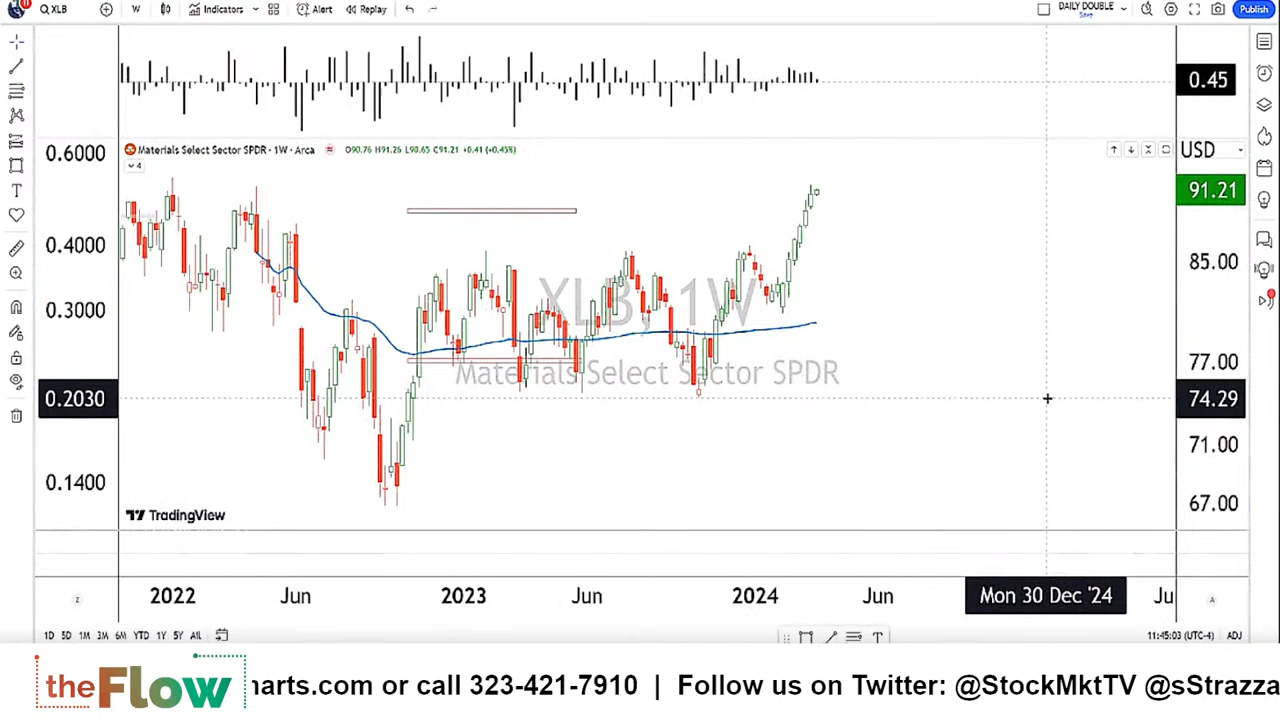 XLB W Indicators Alert Replay DAILY DOUBLE Save Publish
0.45
0.6000 Materials Select Sector SPDR · 1W · Arca O90.76 H91.26 L90.65 C91.21 +0.41 (+0.45%) USD
4
91.21
0.4000 85.00
0.3000 XLB, 1W
77.00
Materials Select Sector SPDR
0.2030 74.29
71.00
0.1400 67.00
TradingView
2022 Jun 2023 Jun 2024 Jun Mon 30 Dec '24 Ju
Z A
1D 5D 1M 3M 6M YTD 1Y 5Y All T 11:45:03 (UTC-4) ADJ
theFlow harts.com or call 323-421-7910 | Follow us on Twitter: @StockMktTV @sStrazza